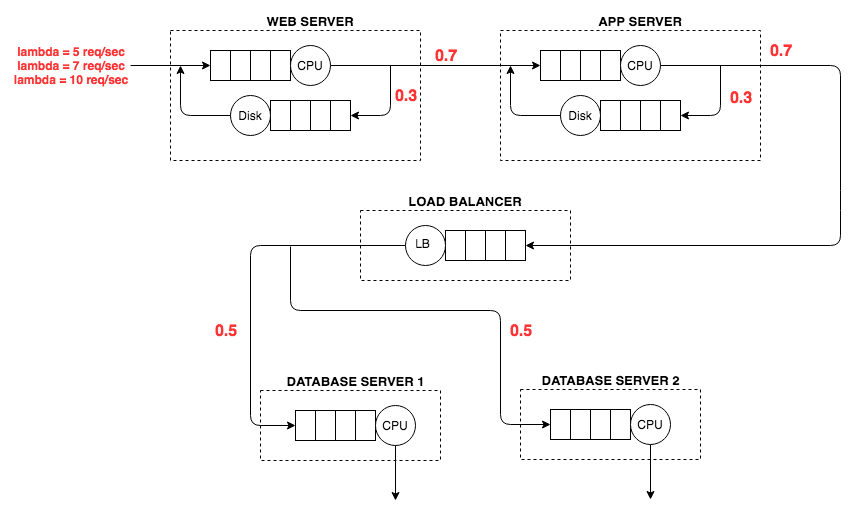 WEB SERVER
APP SERVER
lambda = 5 req/sec
lambda = 7 req/sec
lambda = 10 req/sec
CPU
0.7
CPU
0.7
0.3
0.3
Disk
Disk
LOAD BALANCER
LB
0.5
0.5
DATABASE SERVER 1
DATABASE SERVER 2
CPU
CPU